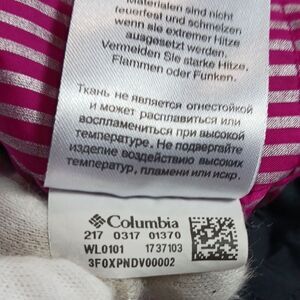 Materialen sind nicht
feuerfest und schmelzen
wenn sie extremer Hitze
ausgesetzt werden.
Vermeiden Sie starke Hitze,
Flammen oder Funken.
Ткань не является огнестойкой
и может расплавиться или
воспламениться при высокой
температуре. Не подвергайте
изделие воздействию высоких
температур, пламени или искр.
Columbia
217 0317 01370
WL0101 1737103
3F0XPNDV00002